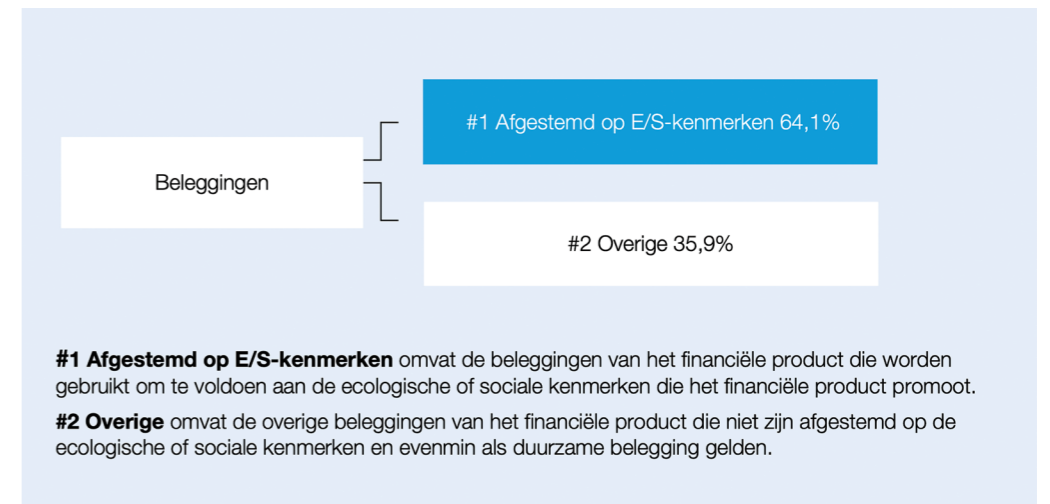 #1 Afgestemd op E/S-kenmerken 64,1%
Beleggingen
#2 Overige 35,9%
#1 Afgestemd op E/S-kenmerken omvat de beleggingen van het financiële product die worden
gebruikt om te voldoen aan de ecologische of sociale kenmerken die het financiële product promoot.
#2 Overige omvat de overige beleggingen van het financiële product die niet zijn afgestemd op de
ecologische of sociale kenmerken en evenmin als duurzame belegging gelden.